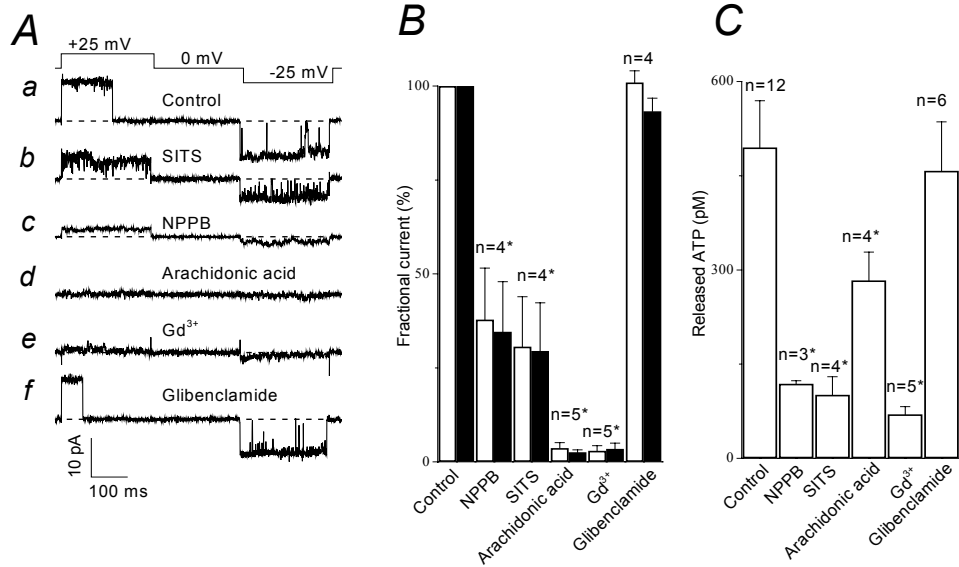 A
+25 mV
0 mV
-25 mV
a
Control
b
SITS
c
NPPB
d
Arachidonic acid
e
Gd³⁺
f
Glibenclamide
10 pA
100 ms
B
Fractional current (%)
100
50
0
n=4*
n=4*
n=5*
n=5*
n=4
Control
NPPB
SITS
Arachidonic acid
Gd³⁺
Glibenclamide
C
Released ATP (pM)
600
300
0
n=12
n=3*
n=4*
n=4*
n=5*
n=6
Control
NPPB
SITS
Arachidonic acid
Gd³⁺
Glibenclamide